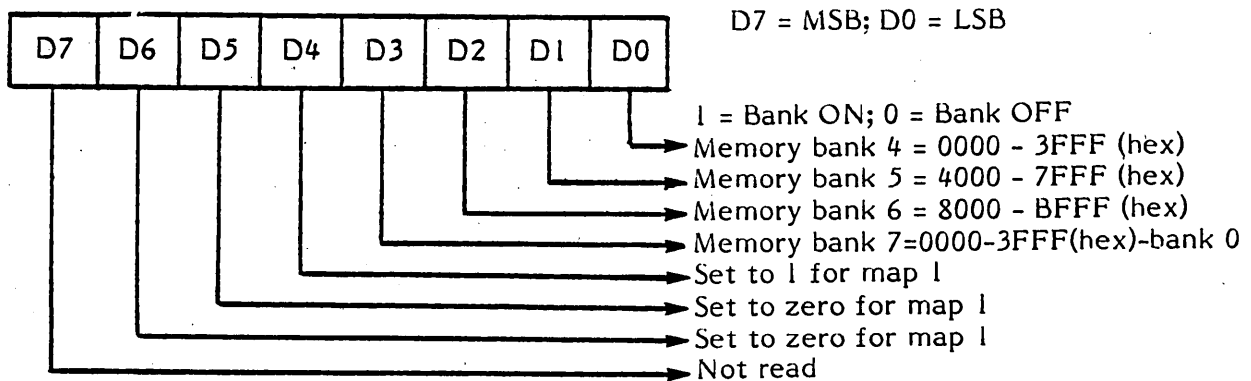 D7 = MSB; D0 = LSB
D7 D6 D5 D4 D3 D2 D1 D0
1 = Bank ON; 0 = Bank OFF
Memory bank 4 = 0000 - 3FFF (hex)
Memory bank 5 = 4000 - 7FFF (hex)
Memory bank 6 = 8000 - BFFF (hex)
Memory bank 7=0000-3FFF(hex)-bank 0
Set to 1 for map 1
Set to zero for map 1
Set to zero for map 1
Not read